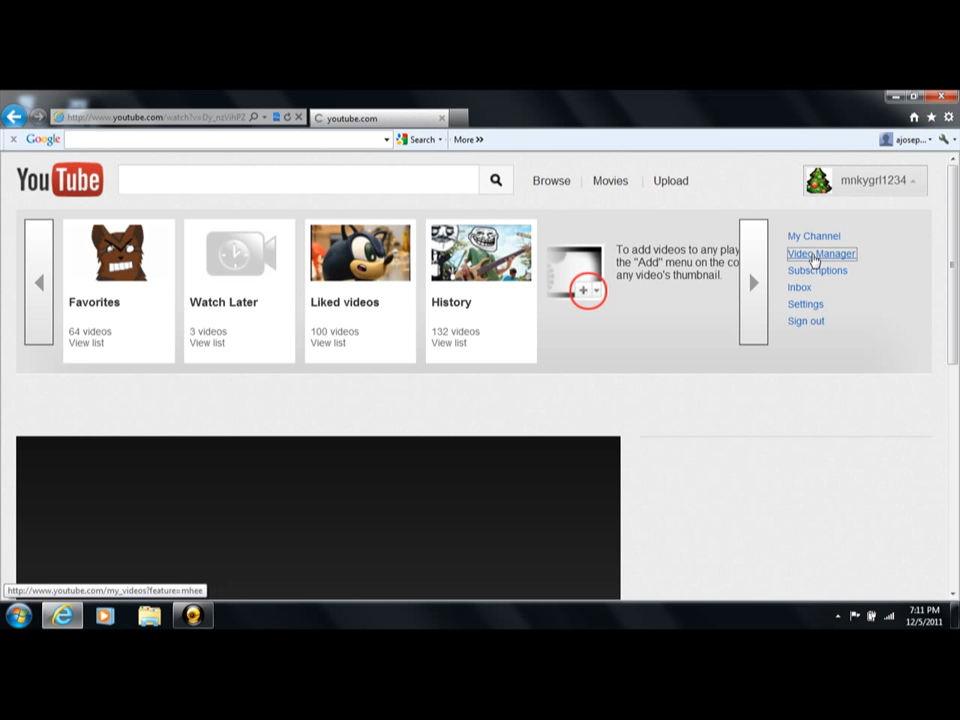 http://www.youtube.com/watch?v=Dy_nzVihPZ
youtube.com
x Google
Search
More »
ajosep...
YouTube
Browse
Movies
Upload
mnkygrl1234
Favorites
64 videos
View list
Watch Later
3 videos
View list
Liked videos
100 videos
View list
History
132 videos
View list
To add videos to any play
the "Add" menu on the co
any video's thumbnail.
My Channel
Video Manager
Subscriptions
Inbox
Settings
Sign out
http://www.youtube.com/my_videos?feature=mhee
7:11 PM
12/5/2011